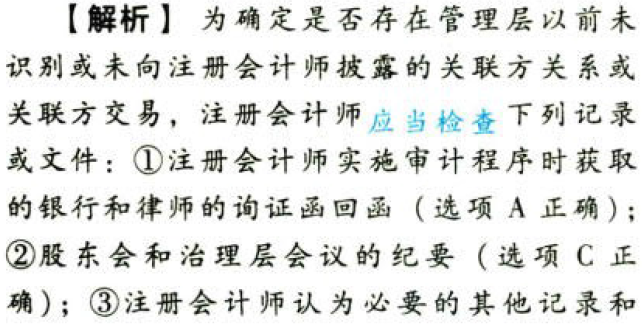 【解析】 为确定是否存在管理层以前未
识别或未向注册会计师披露的关联方关系或
关联方交易，注册会计师应当检查下列记录
或文件：①注册会计师实施审计程序时获取
的银行和律师的询证函回函（选项 A 正确）；
②股东会和治理层会议的纪要（选项 C 正
确）；③注册会计师认为必要的其他记录和